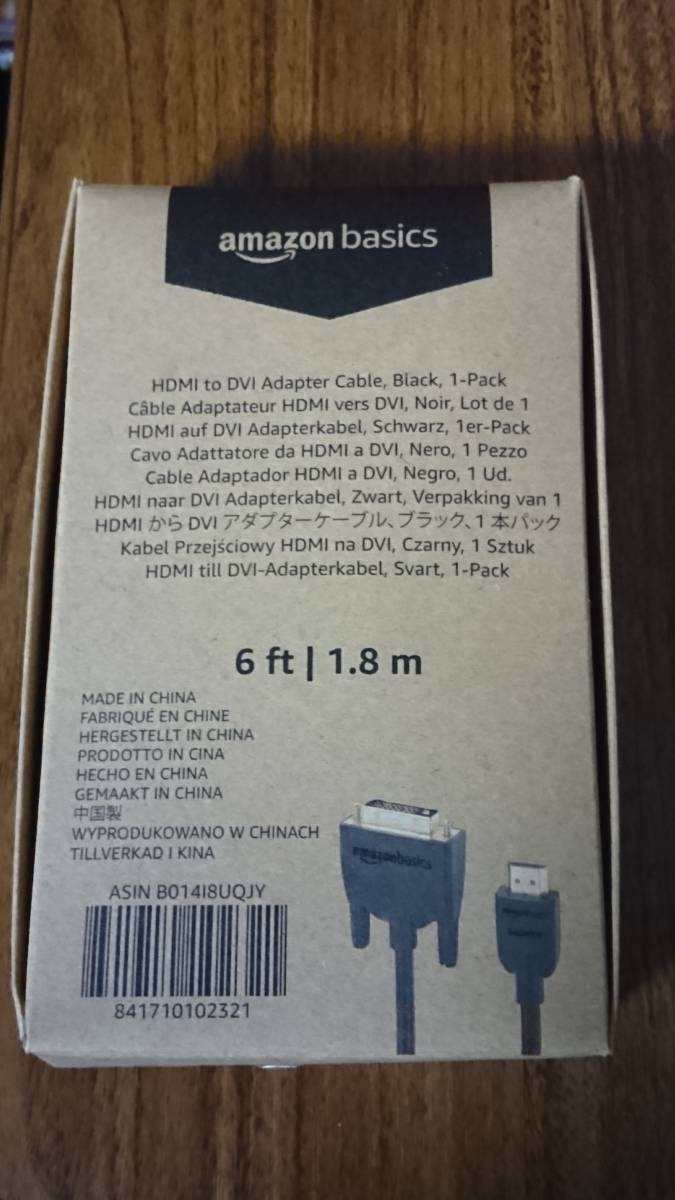 amazon basics
HDMI to DVI Adapter Cable, Black, 1-Pack
Câble Adaptateur HDMI vers DVI, Noir, Lot de 1
HDMI auf DVI Adapterkabel, Schwarz, 1er-Pack
Cavo Adattatore da HDMI a DVI, Nero, 1 Pezzo
Cable Adaptador HDMI a DVI, Negro, 1 Ud.
HDMI naar DVI Adapterkabel, Zwart, Verpakking van 1
HDMI から DVI アダプターケーブル、ブラック、1 本パック
Kabel Przejściowy HDMI na DVI, Czarny, 1 Sztuk
HDMI till DVI-Adapterkabel, Svart, 1-Pack
6 ft | 1.8 m
MADE IN CHINA
FABRIQUÉ EN CHINE
HERGESTELLT IN CHINA
PRODOTTO IN CINA
HECHO EN CHINA
GEMAAKT IN CHINA
中国製
WYPRODUKOWANO W CHINACH
TILLVERKAD I KINA
amazonbasics
ASIN B014I8UQJY
841710102321